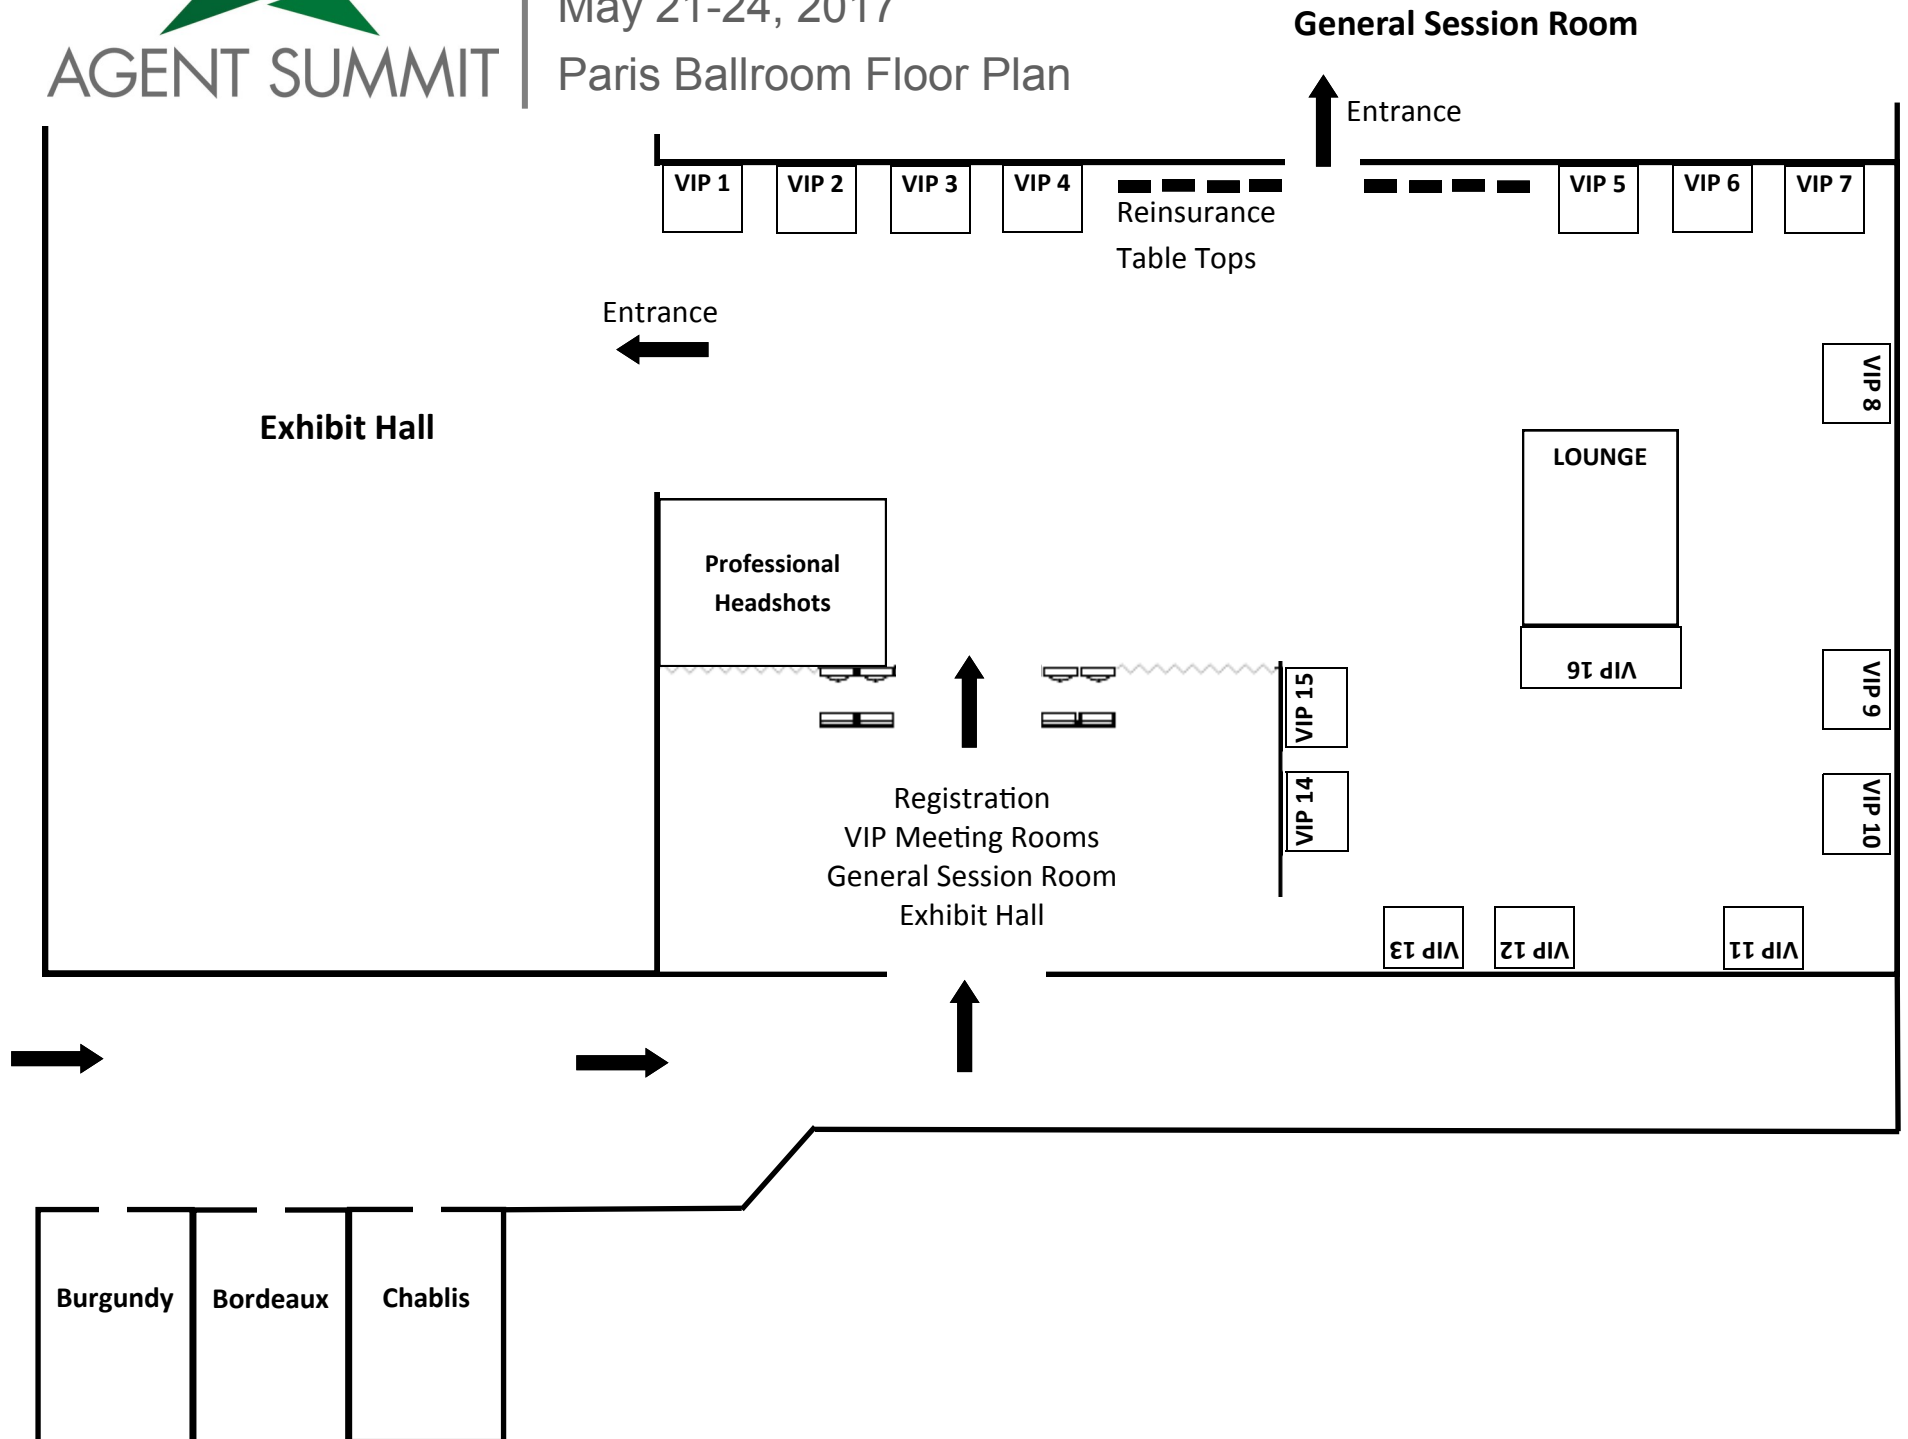 May 21-24, 2017
General Session Room
AGENT SUMMIT
Paris Ballroom Floor Plan
Entrance
VIP 1
VIP 2
VIP 3
VIP 4
VIP 5
VIP 6
VIP 7
Reinsurance
Table Tops
Entrance
VIP 8
Exhibit Hall
LOUNGE
Professional
Headshots
VIP 16
VIP 9
VIP 15
VIP 14
VIP 10
Registration
VIP Meeting Rooms
General Session Room
Exhibit Hall
VIP 13
VIP 12
VIP 11
Burgundy
Bordeaux
Chablis